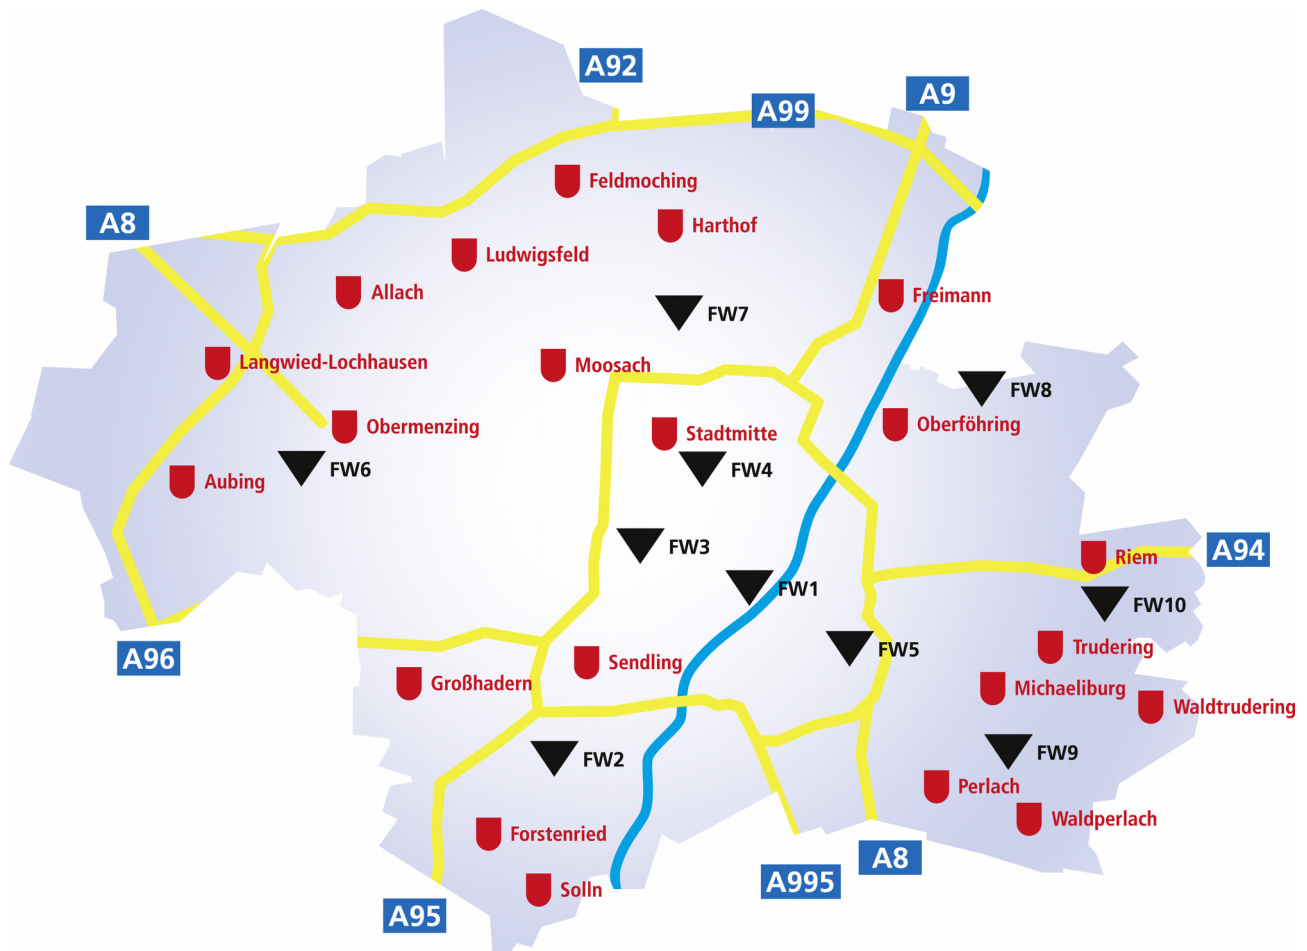 A92
A9
A99
Feldmoching
A8
Harthof
Ludwigsfeld
Allach
Freimann
FW7
Langwied-Lochhausen
Moosach
FW8
Obermenzing
Oberföhring
Stadtmitte
FW6
FW4
Aubing
FW3
A94
Riem
FW1
FW10
A96
Sendling
FW5
Trudering
Großhadern
Michaeliburg
Waldtrudering
FW2
FW9
Perlach
Forstenried
Waldperlach
A8
A995
Solln
A95